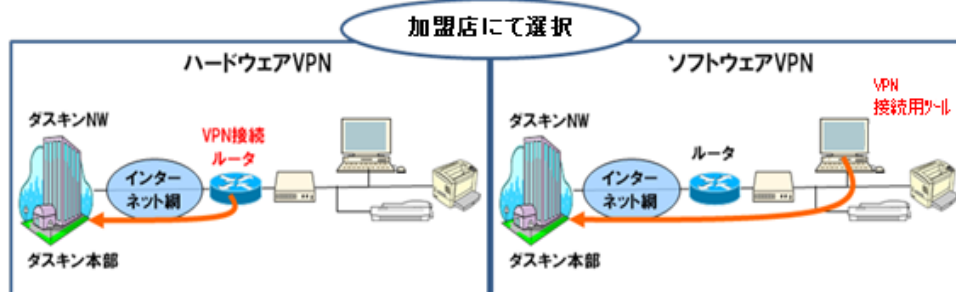 加盟店にて選択
ハードウェアVPN
ダスキンNW
VPN接続
ルータ
インター
ネット網
ダスキン本部
ソフトウェアVPN
VPN
接続用ツール
ダスキンNW
ルータ
インター
ネット網
ダスキン本部